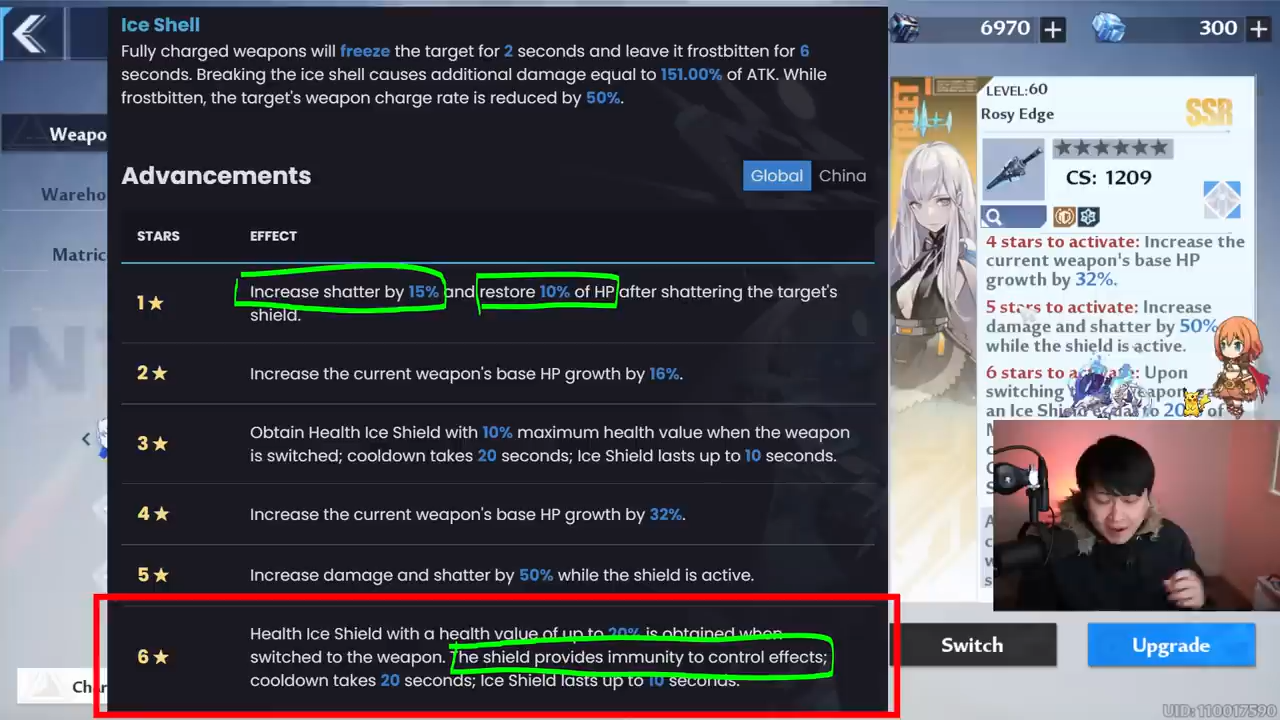 Ice Shell
Fully charged weapons will freeze the target for 2 seconds and leave it frostbitten for 6
seconds. Breaking the ice shell causes additional damage equal to 151.00% of ATK. While
frostbitten, the target's weapon charge rate is reduced by 50%.
Advancements
Global China
STARS EFFECT
1★ Increase shatter by 15% and restore 10% of HP after shattering the target's
shield.
2★ Increase the current weapon's base HP growth by 16%.
3★ Obtain Health Ice Shield with 10% maximum health value when the weapon
is switched; cooldown takes 20 seconds; Ice Shield lasts up to 10 seconds.
4★ Increase the current weapon's base HP growth by 32%.
5★ Increase damage and shatter by 50% while the shield is active.
6★ Health Ice Shield with a health value of up to 20% is obtained when
switched to the weapon. The shield provides immunity to control effects;
cooldown takes 20 seconds; Ice Shield lasts up to 10 seconds.
Weapo
Wareho
Matric
Char
6970 +
300 +
LEVEL:60
Rosy Edge
SSR
CS: 1209
4 stars to activate: Increase the
current weapon's base HP
growth by 32%.
5 stars to activate: Increase
damage and shatter by 50%
while the shield is active.
6 stars to activate: Upon
switching
an Ice Shield equal to 20% of
Switch
Upgrade
UID: 110017590